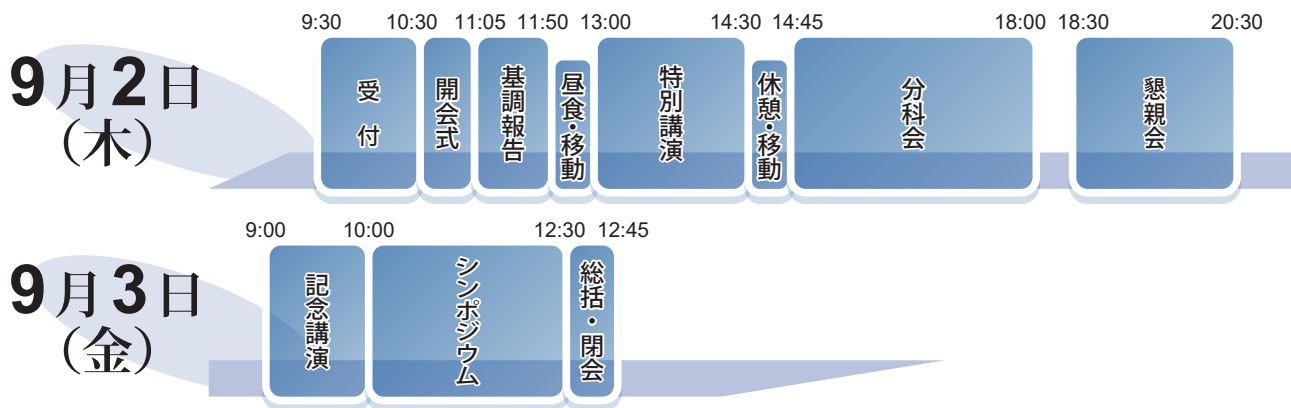 9:30 10:30 11:05 11:50 13:00 14:30 14:45 18:00 18:30 20:30
9月2日
（木）
受付
開会式
基調報告
昼食・移動
特別講演
休憩・移動
分科会
懇親会
9:00 10:00 12:30 12:45
9月3日
（金）
記念講演
シンポジウム
総括・閉会